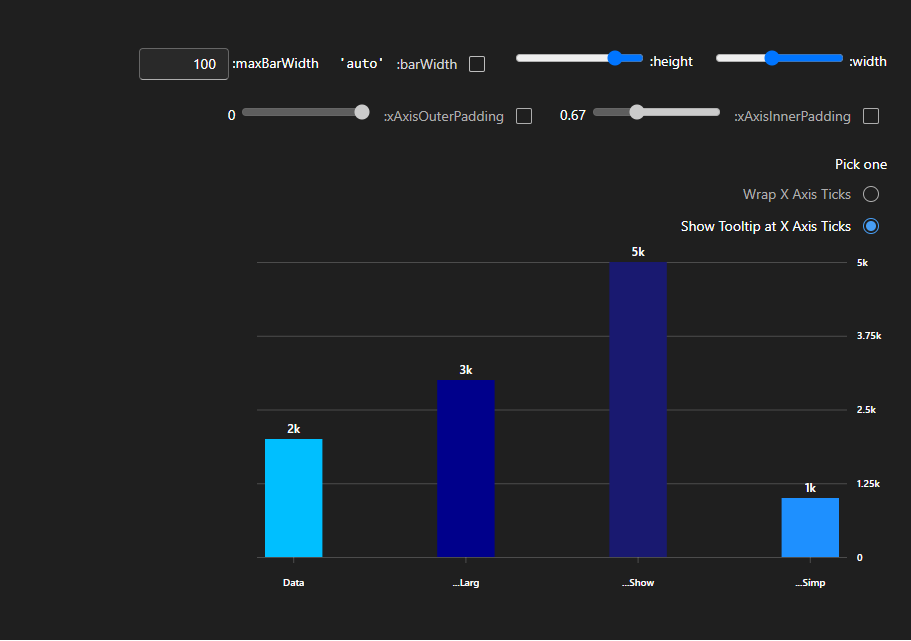 width: height: barWidth: 'auto' maxBarWidth: 100
xAxisInnerPadding: 0.67 xAxisOuterPadding: 0
Pick one
Wrap X Axis Ticks
Show Tooltip at X Axis Ticks
5k
5k
3.75k
3k
2.5k
2k
1.25k
1k
0
Simp... Show... Larg... Data